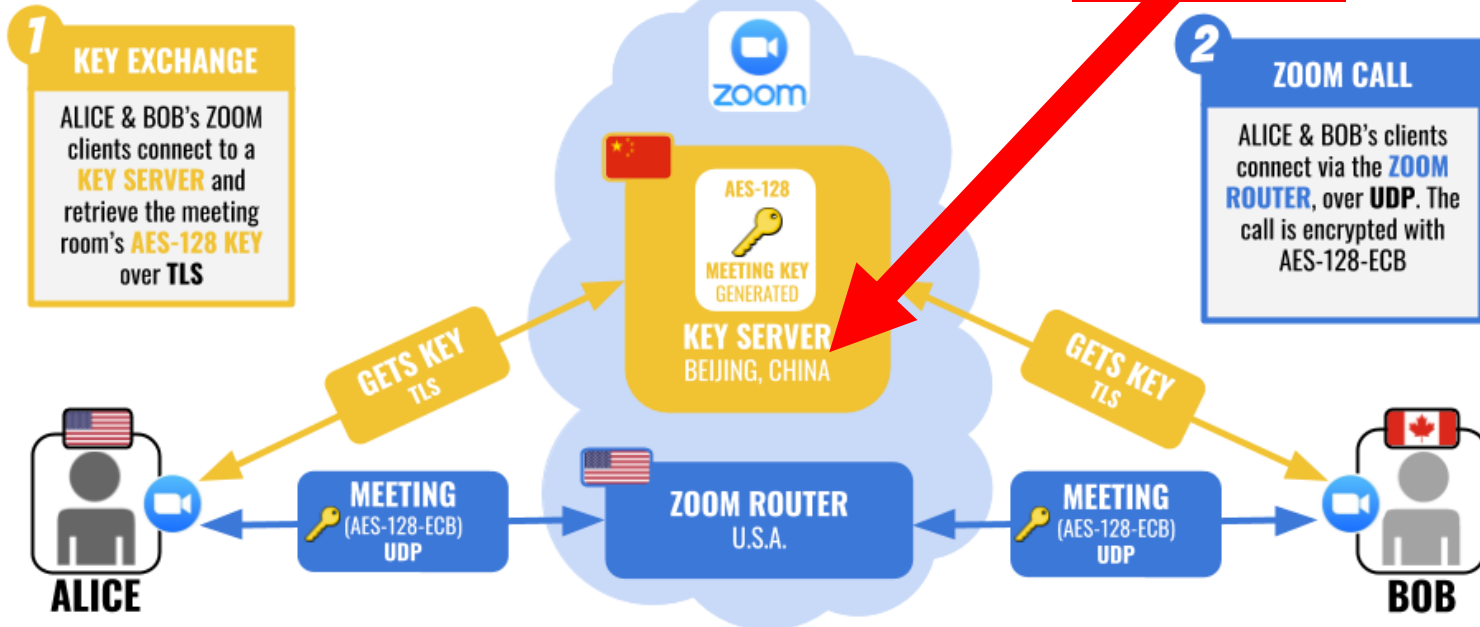 1
KEY EXCHANGE
ALICE & BOB's ZOOM
clients connect to a
KEY SERVER and
retrieve the meeting
room's AES-128 KEY
over TLS
zoom
AES-128
MEETING KEY
GENERATED
KEY SERVER
BEIJING, CHINA
2
ZOOM CALL
ALICE & BOB's clients
connect via the ZOOM
ROUTER, over UDP. The
call is encrypted with
AES-128-ECB
GETS KEY
TLS
GETS KEY
TLS
MEETING
(AES-128-ECB)
UDP
ZOOM ROUTER
U.S.A.
MEETING
(AES-128-ECB)
UDP
ALICE
BOB